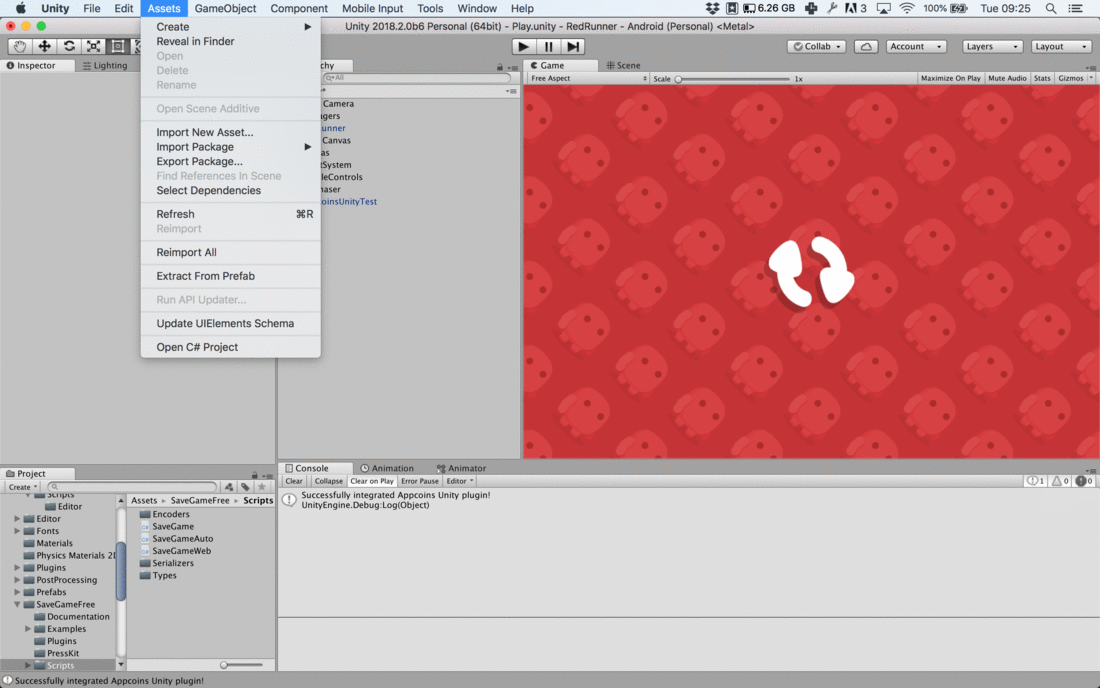 Unity File Edit Assets GameObject Component Mobile Input Tools Window Help 6.26 GB 3 100% Tue 09:25
Unity 2018.2.0b6 Personal (64bit) - Play.unity - RedRunner - Android (Personal) <Metal>
Collab Account Layers Layout
Create
Reveal in Finder
Open
Delete
Rename
Open Scene Additive
Import New Asset...
Import Package
Export Package...
Find References In Scene
Select Dependencies
Refresh ⌘R
Reimport
Reimport All
Extract From Prefab
Run API Updater...
Update UIElements Schema
Open C# Project
Inspector Lighting
chy
All
Camera
agers
unner
Canvas
as
tSystem
leControls
haser
oinsUnityTest
Game Scene
Free Aspect Scale 1x Maximize On Play Mute Audio Stats Gizmos
Project
Create
Scripts
Editor
Editor
Fonts
Materials
Physics Materials 2D
Plugins
PostProcessing
Prefabs
SaveGameFree
Documentation
Examples
Plugins
PressKit
Scripts
Assets SaveGameFree Scripts
Encoders
SaveGame
SaveGameAuto
SaveGameWeb
Serializers
Types
Console Animation Animator
Clear Collapse Clear on Play Error Pause Editor 1 0 0
Successfully integrated Appcoins Unity plugin!
UnityEngine.Debug:Log(Object)
Successfully integrated Appcoins Unity plugin!